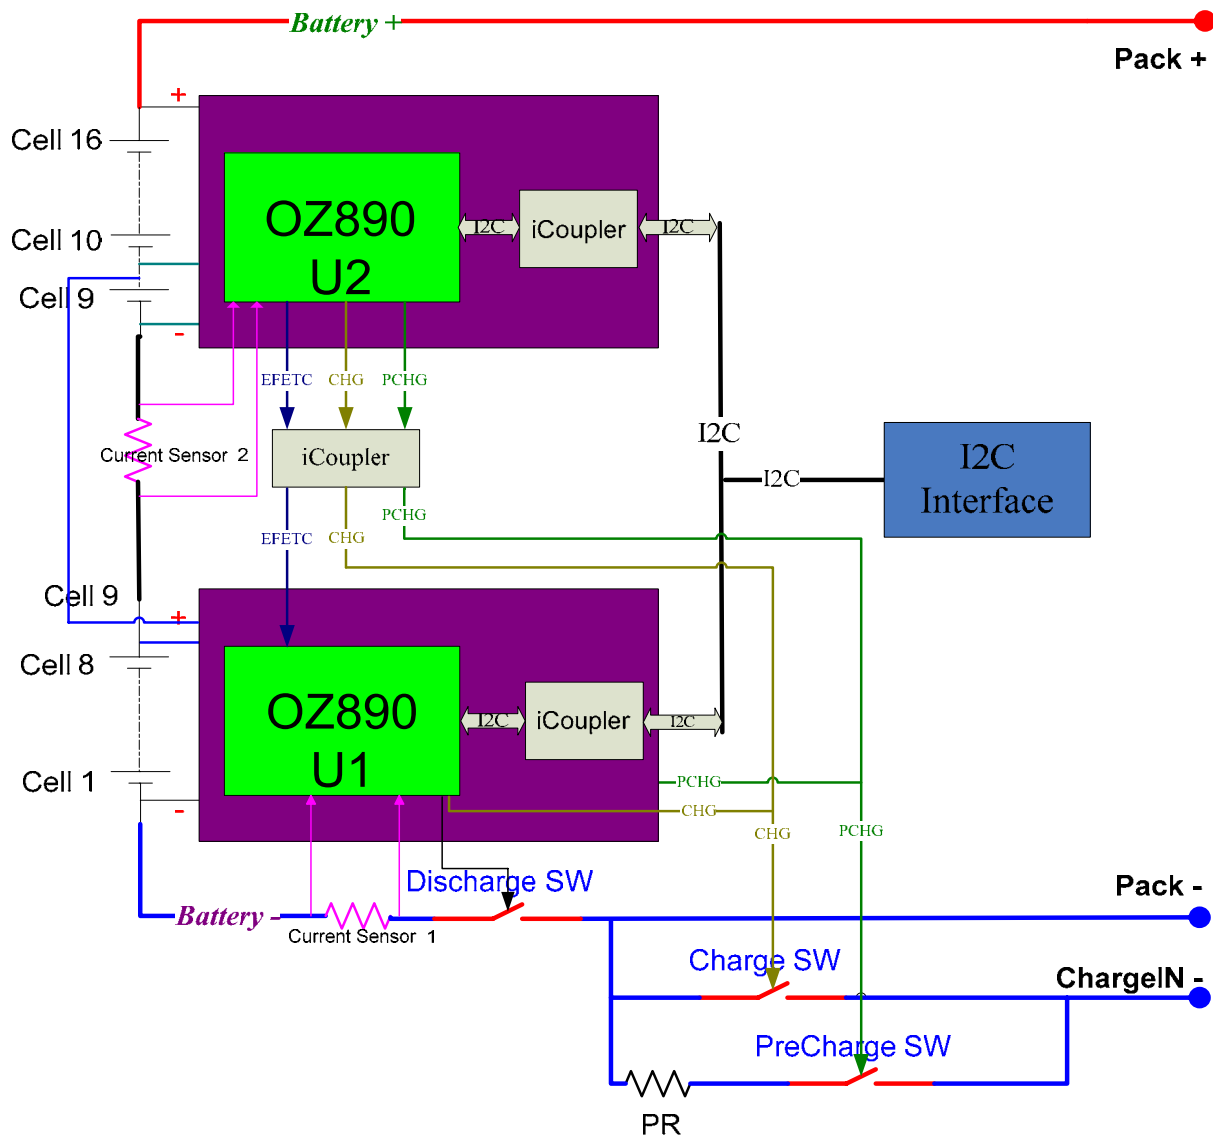 Battery +
Pack +
+
Cell 16
OZ890
U2
I2C
iCoupler
I2C
Cell 10
Cell 9
-
EFETC
CHG
PCHG
I2C
Current Sensor 2
iCoupler
I2C
I2C
Interface
PCHG
EFETC
CHG
Cell 9
+
Cell 8
OZ890
U1
I2C
iCoupler
I2C
Cell 1
PCHG
-
CHG
CHG
PCHG
Discharge SW
Pack -
Battery -
Current Sensor 1
Charge SW
ChargeIN -
PreCharge SW
PR